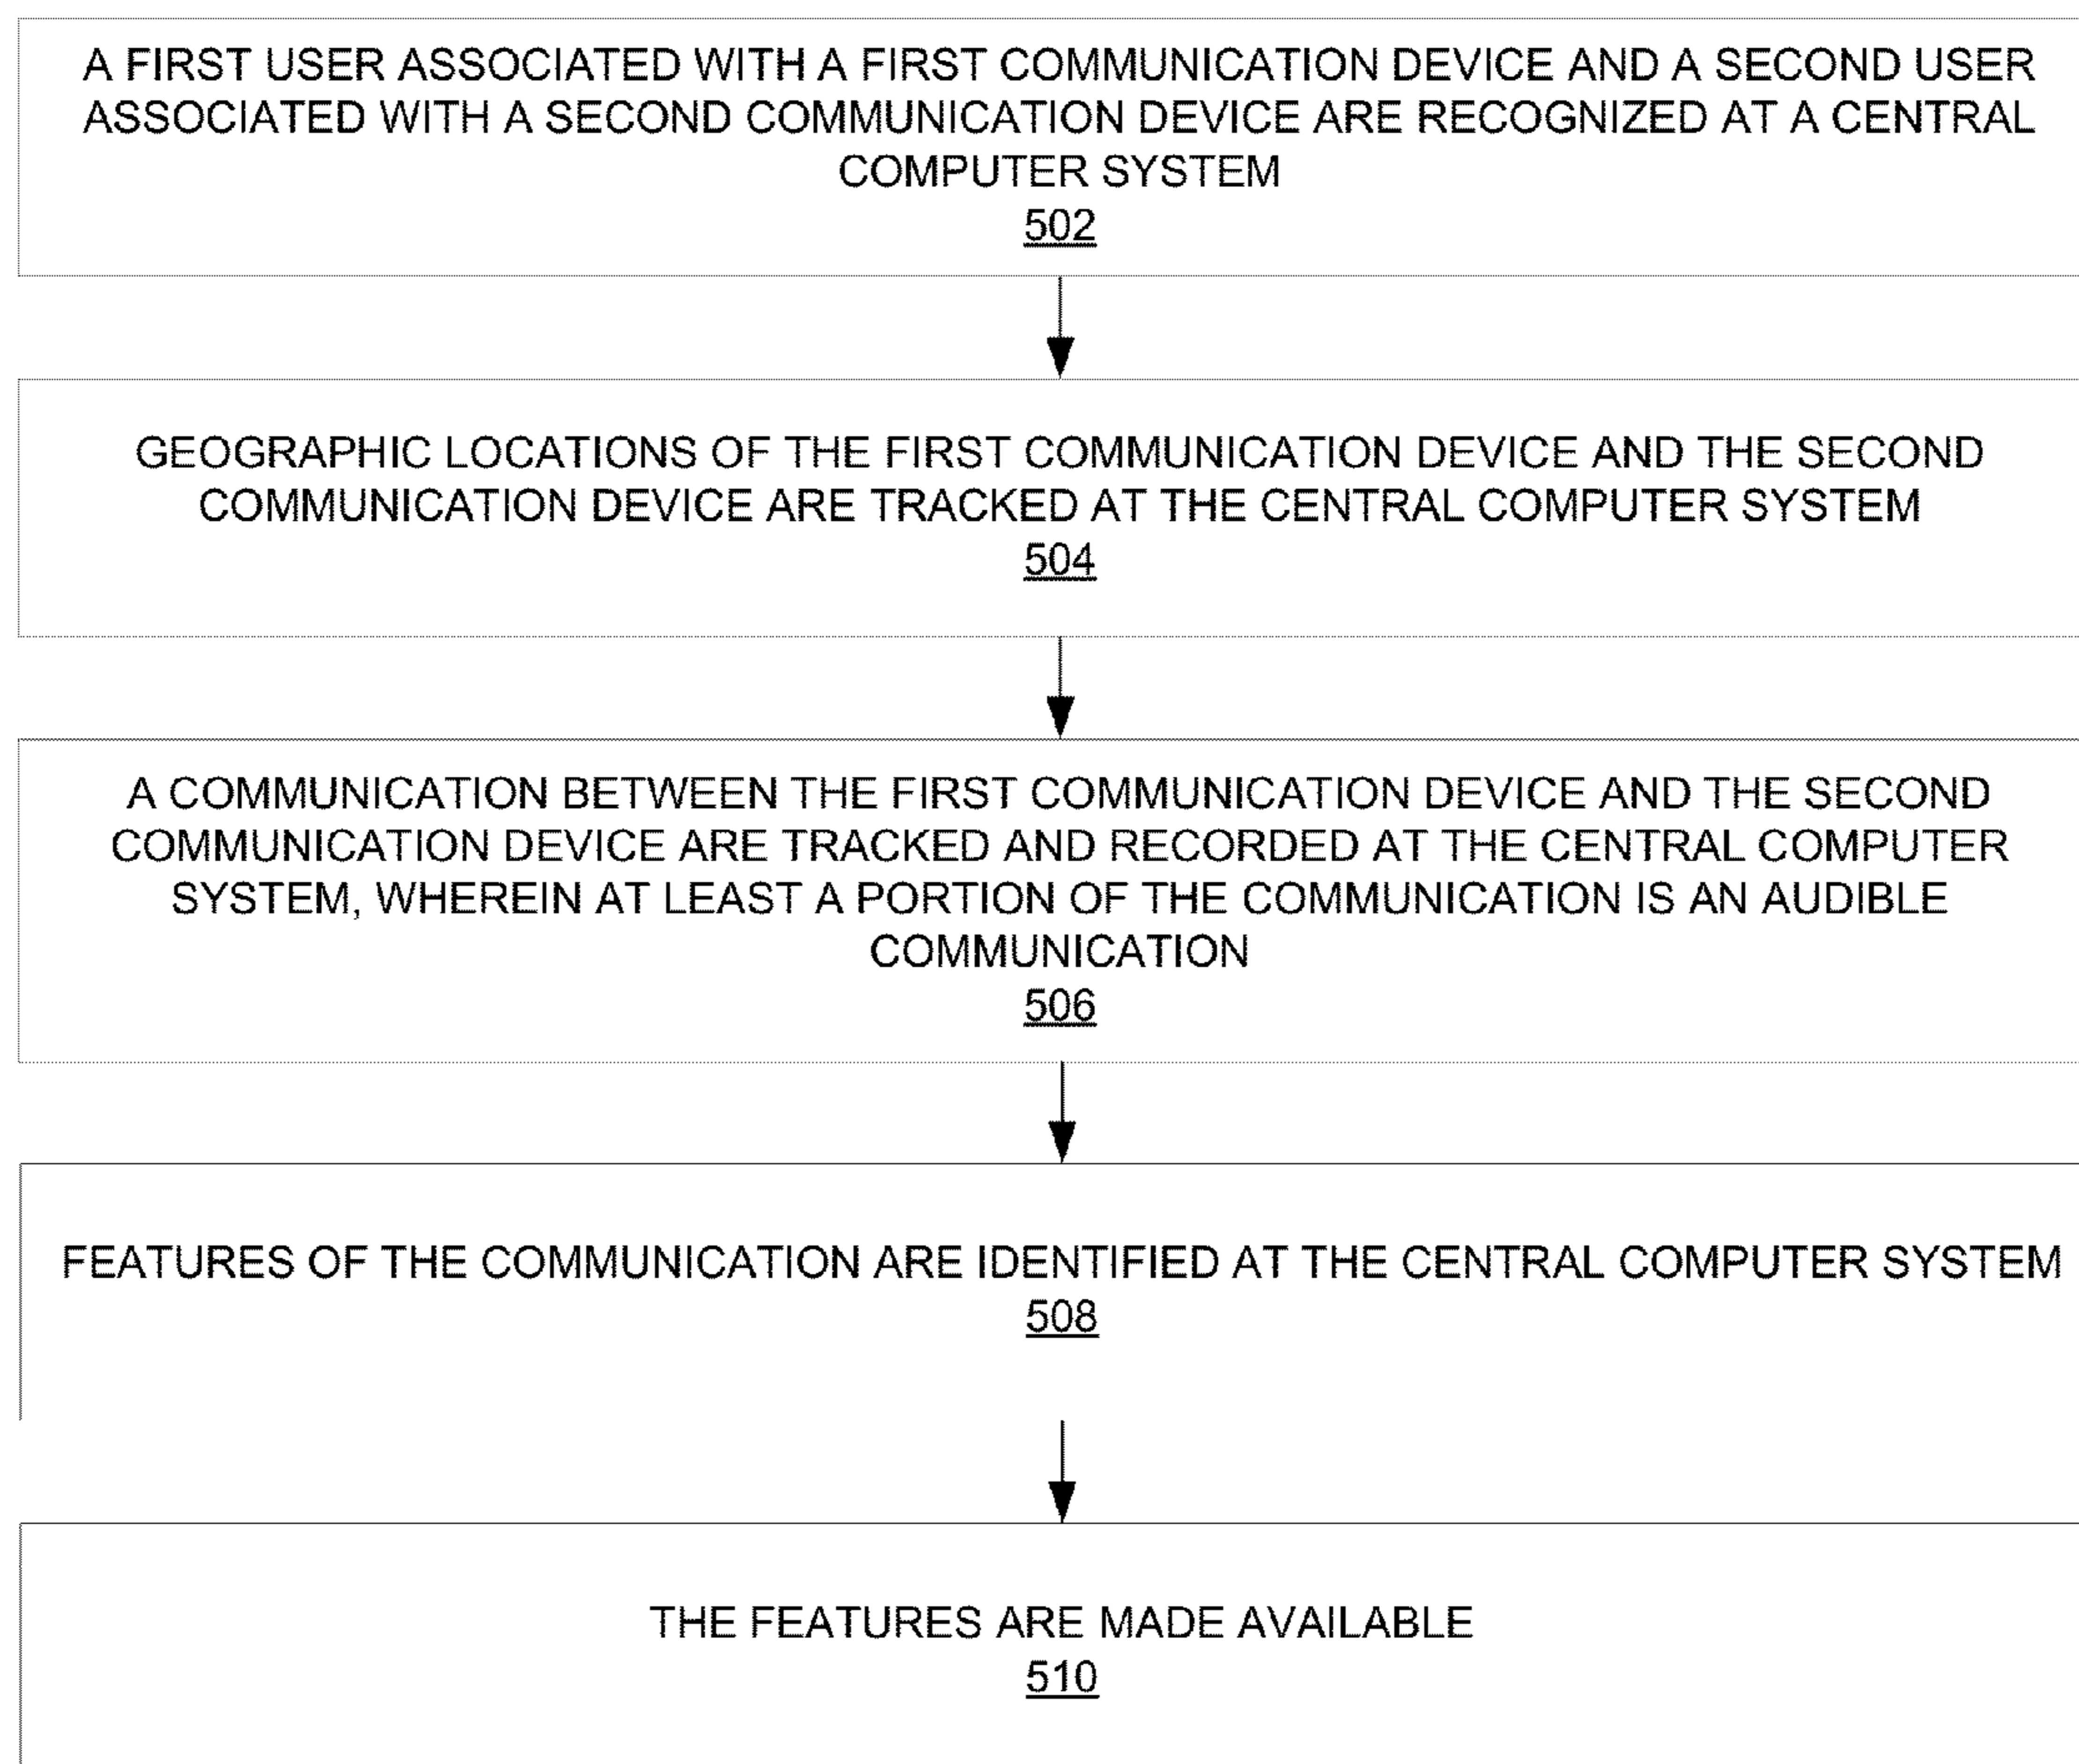 A FIRST USER ASSOCIATED WITH A FIRST COMMUNICATION DEVICE AND A SECOND USER
ASSOCIATED WITH A SECOND COMMUNICATION DEVICE ARE RECOGNIZED AT A CENTRAL
COMPUTER SYSTEM
502
GEOGRAPHIC LOCATIONS OF THE FIRST COMMUNICATION DEVICE AND THE SECOND
COMMUNICATION DEVICE ARE TRACKED AT THE CENTRAL COMPUTER SYSTEM
504
A COMMUNICATION BETWEEN THE FIRST COMMUNICATION DEVICE AND THE SECOND
COMMUNICATION DEVICE ARE TRACKED AND RECORDED AT THE CENTRAL COMPUTER
SYSTEM, WHEREIN AT LEAST A PORTION OF THE COMMUNICATION IS AN AUDIBLE
COMMUNICATION
506
FEATURES OF THE COMMUNICATION ARE IDENTIFIED AT THE CENTRAL COMPUTER SYSTEM
508
THE FEATURES ARE MADE AVAILABLE
510